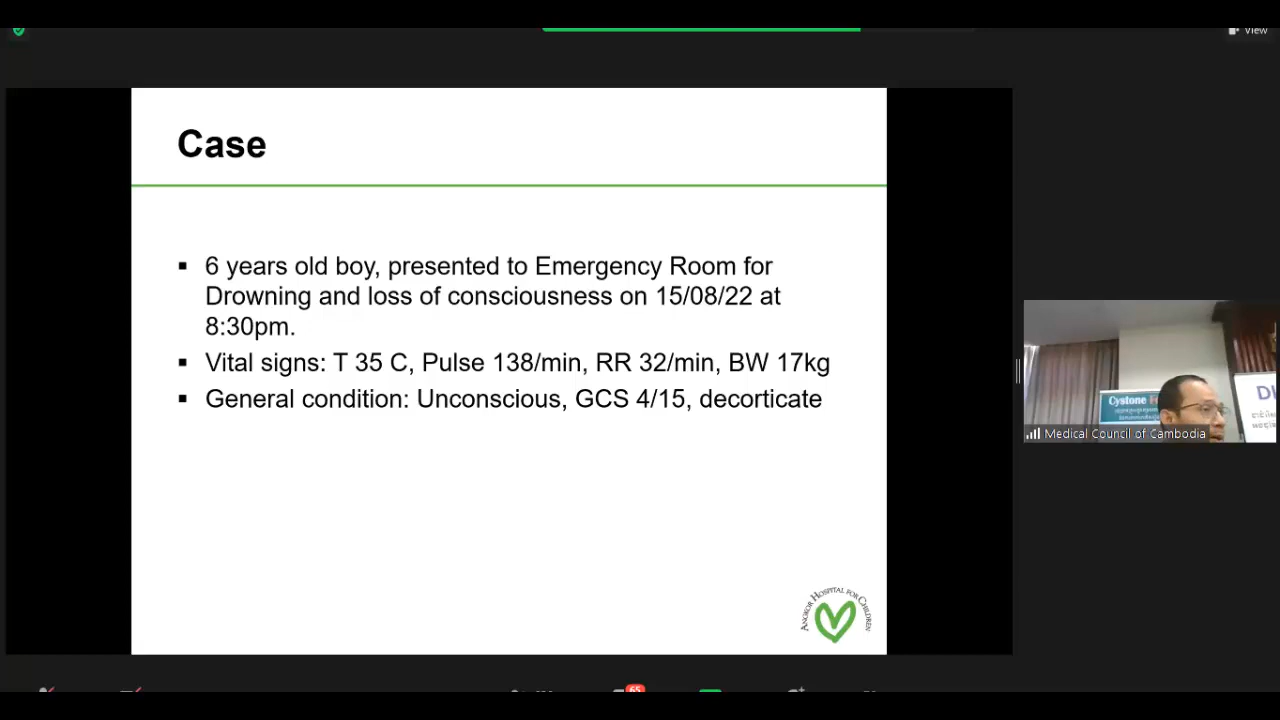 View
Case
6 years old boy, presented to Emergency Room for
Drowning and loss of consciousness on 15/08/22 at
8:30pm.
Vital signs: T 35 C, Pulse 138/min, RR 32/min, BW 17kg
General condition: Unconscious, GCS 4/15, decorticate
ANGKOR HOSPITAL FOR CHILDREN
Cystone
Medical Council of Cambodia
65